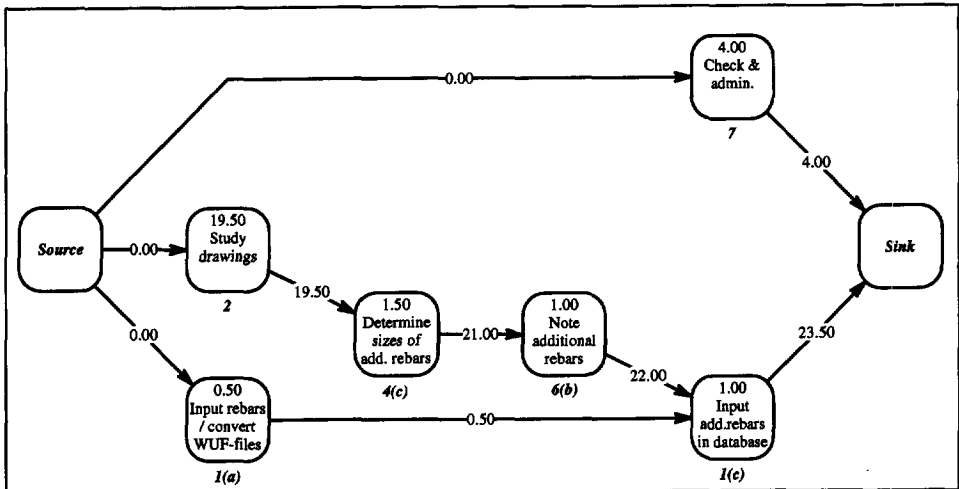 4.00
Check &
admin.
7
0.00
4.00
Source
0.00
19.50
Study
drawings
2
Sink
19.50
0.00
1.50
Determine
sizes of
add. rebars
4(c)
21.00
1.00
Note
additional
rebars
6(b)
23.50
22.00
0.50
Input rebars
/ convert
WUF-files
1(a)
0.50
1.00
Input
add.rebars
in database
1(c)